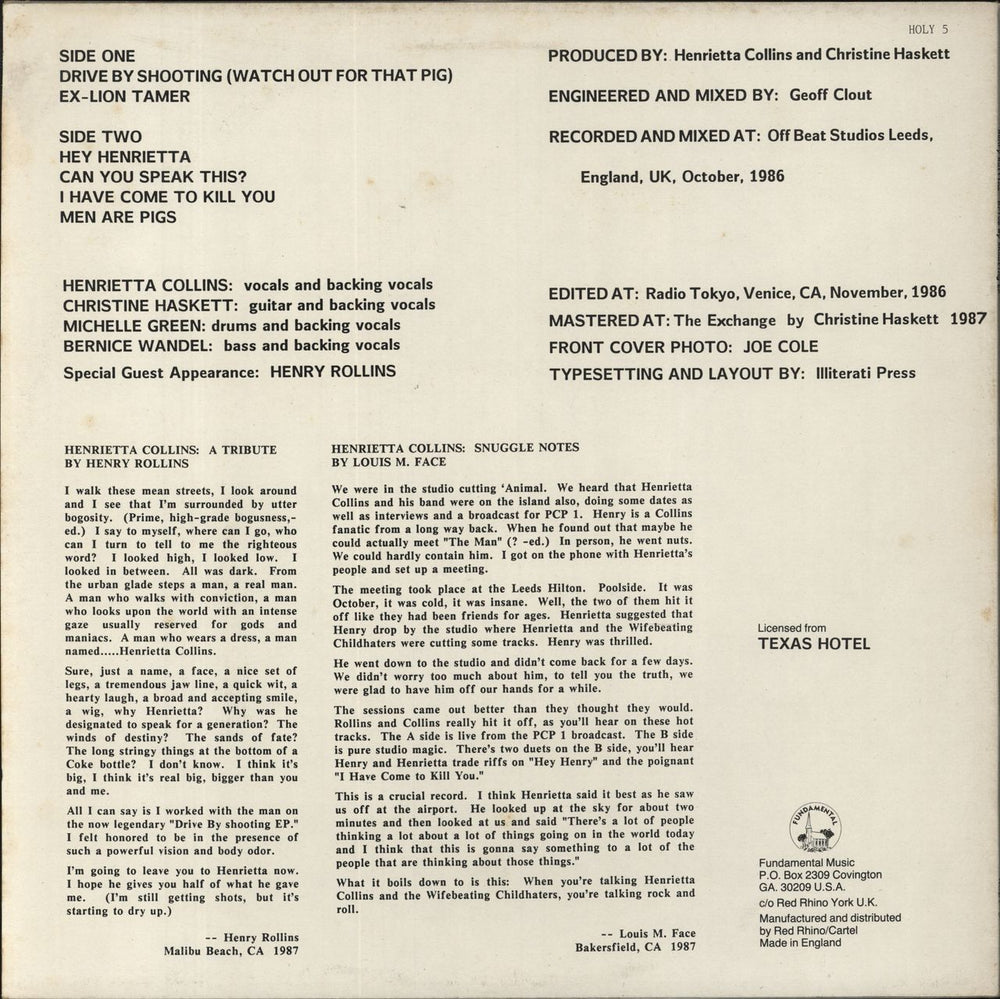 HOLY 5
SIDE ONE
DRIVE BY SHOOTING (WATCH OUT FOR THAT PIG)
EX-LION TAMER
SIDE TWO
HEY HENRIETTA
CAN YOU SPEAK THIS?
I HAVE COME TO KILL YOU
MEN ARE PIGS
PRODUCED BY: Henrietta Collins and Christine Haskett
ENGINEERED AND MIXED BY: Geoff Clout
RECORDED AND MIXED AT: Off Beat Studios Leeds,
England, UK, October, 1986
HENRIETTA COLLINS: vocals and backing vocals
CHRISTINE HASKETT: guitar and backing vocals
MICHELLE GREEN: drums and backing vocals
BERNICE WANDEL: bass and backing vocals
Special Guest Appearance: HENRY ROLLINS
EDITED AT: Radio Tokyo, Venice, CA, November, 1986
MASTERED AT: The Exchange by Christine Haskett 1987
FRONT COVER PHOTO: JOE COLE
TYPESETTING AND LAYOUT BY: Illiterati Press
HENRIETTA COLLINS: A TRIBUTE
BY HENRY ROLLINS
I walk these mean streets, I look around
and I see that I'm surrounded by utter
bogosity. (Prime, high-grade bogusness,-
ed.) I say to myself, where can I go, who
can I turn to tell to me the righteous
word? I looked high, I looked low. I
looked in between. All was dark. From
the urban glade steps a man, a real man.
A man who walks with conviction, a man
who looks upon the world with an intense
gaze usually reserved for gods and
maniacs. A man who wears a dress, a man
named.....Henrietta Collins.
Sure, just a name, a face, a nice set of
legs, a tremendous jaw line, a quick wit, a
hearty laugh, a broad and accepting smile,
a wig, why Henrietta? Why was he
designated to speak for a generation? The
winds of destiny? The sands of fate?
The long stringy things at the bottom of a
Coke bottle? I don't know. I think it's
big, I think it's real big, bigger than you
and me.
All I can say is I worked with the man on
the now legendary "Drive By shooting EP."
I felt honored to be in the presence of
such a powerful vision and body odor.
I'm going to leave you to Henrietta now.
I hope he gives you half of what he gave
me. (I'm still getting shots, but it's
starting to dry up.)
-- Henry Rollins
Malibu Beach, CA 1987
HENRIETTA COLLINS: SNUGGLE NOTES
BY LOUIS M. FACE
We were in the studio cutting 'Animal. We heard that Henrietta
Collins and his band were on the island also, doing some dates as
well as interviews and a broadcast for PCP 1. Henry is a Collins
fanatic from a long way back. When he found out that maybe he
could actually meet "The Man" (? -ed.) In person, he went nuts.
We could hardly contain him. I got on the phone with Henrietta's
people and set up a meeting.
The meeting took place at the Leeds Hilton. Poolside. It was
October, it was cold, it was insane. Well, the two of them hit it
off like they had been friends for ages. Henrietta suggested that
Henry drop by the studio where Henrietta and the Wifebeating
Childhaters were cutting some tracks. Henry was thrilled.
He went down to the studio and didn't come back for a few days.
We didn't worry too much about him, to tell you the truth, we
were glad to have him off our hands for a while.
The sessions came out better than they thought they would.
Rollins and Collins really hit it off, as you'll hear on these hot
tracks. The A side is live from the PCP 1 broadcast. The B side
is pure studio magic. There's two duets on the B side, you'll hear
Henry and Henrietta trade riffs on "Hey Henry" and the poignant
"I Have Come to Kill You."
This is a crucial record. I think Henrietta said it best as he saw
us off at the airport. He looked up at the sky for about two
minutes and then looked at us and said "There's a lot of people
thinking a lot about a lot of things going on in the world today
and I think that this is gonna say something to a lot of the
people that are thinking about those things."
What it boils down to is this: When you're talking Henrietta
Collins and the Wifebeating Childhaters, you're talking rock and
roll.
-- Louis M. Face
Bakersfield, CA 1987
Licensed from
TEXAS HOTEL
FUNDAMENTAL
Fundamental Music
P.O. Box 2309 Covington
GA. 30209 U.S.A.
c/o Red Rhino York U.K.
Manufactured and distributed
by Red Rhino/Cartel
Made in England